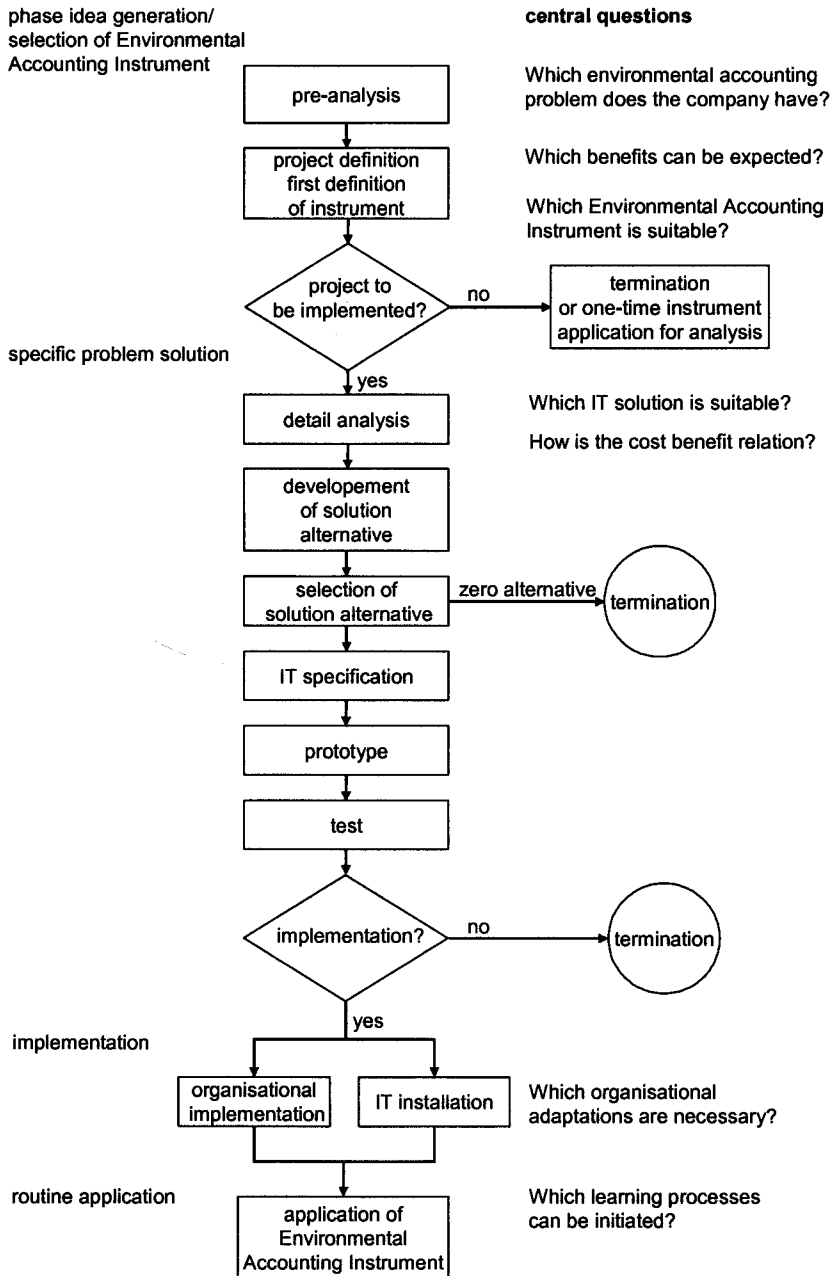 phase idea generation/
selection of Environmental
Accounting Instrument
central questions
pre-analysis
Which environmental accounting
problem does the company have?
project definition
first definition
of instrument
Which benefits can be expected?
Which Environmental Accounting
Instrument is suitable?
project to
be implemented?
no
termination
or one-time instrument
application for analysis
specific problem solution
yes
detail analysis
Which IT solution is suitable?
How is the cost benefit relation?
developement
of solution
alternative
selection of
solution alternative
zero alternative
termination
IT specification
prototype
test
implementation?
no
termination
yes
implementation
organisational
implementation
IT installation
Which organisational
adaptations are necessary?
routine application
application of
Environmental
Accounting Instrument
Which learning processes
can be initiated?